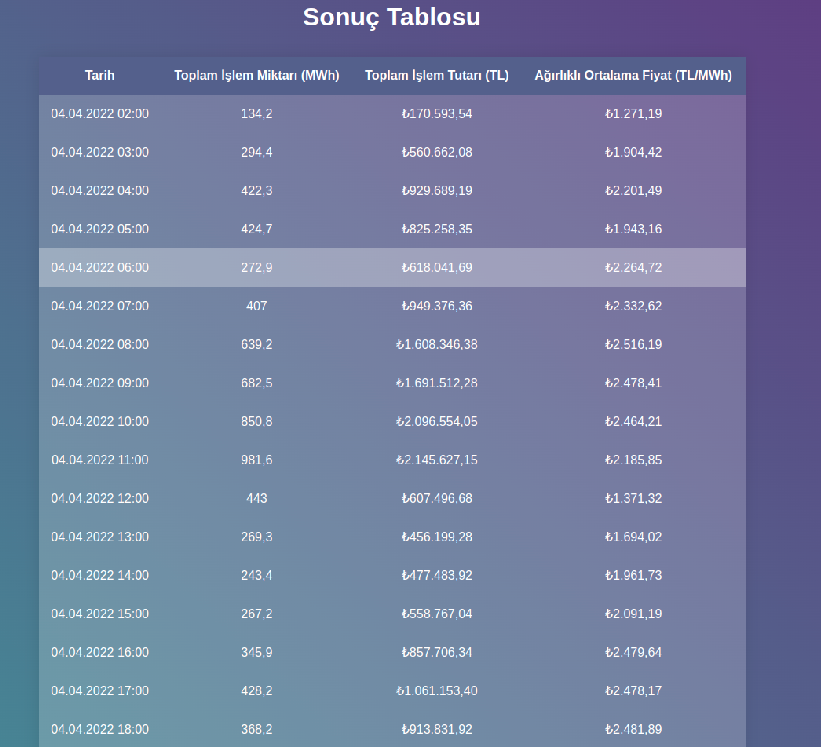 Sonuç Tablosu
Tarih Toplam İşlem Miktarı (MWh) Toplam İşlem Tutarı (TL) Ağırlıklı Ortalama Fiyat (TL/MWh)
04.04.2022 02:00 134,2 ₺170.593,54 ₺1.271,19
04.04.2022 03:00 294,4 ₺560.662,08 ₺1.904,42
04.04.2022 04:00 422,3 ₺929.689,19 ₺2.201,49
04.04.2022 05:00 424,7 ₺825.258,35 ₺1.943,16
04.04.2022 06:00 272,9 ₺618.041,69 ₺2.264,72
04.04.2022 07:00 407 ₺949.376,36 ₺2.332,62
04.04.2022 08:00 639,2 ₺1.608.346,38 ₺2.516,19
04.04.2022 09:00 682,5 ₺1.691.512,28 ₺2.478,41
04.04.2022 10:00 850,8 ₺2.096.554,05 ₺2.464,21
04.04.2022 11:00 981,6 ₺2.145.627,15 ₺2.185,85
04.04.2022 12:00 443 ₺607.496,68 ₺1.371,32
04.04.2022 13:00 269,3 ₺456.199,28 ₺1.694,02
04.04.2022 14:00 243,4 ₺477.483,92 ₺1.961,73
04.04.2022 15:00 267,2 ₺558.767,04 ₺2.091,19
04.04.2022 16:00 345,9 ₺857.706,34 ₺2.479,64
04.04.2022 17:00 428,2 ₺1.061.153,40 ₺2.478,17
04.04.2022 18:00 368,2 ₺913.831,92 ₺2.481,89